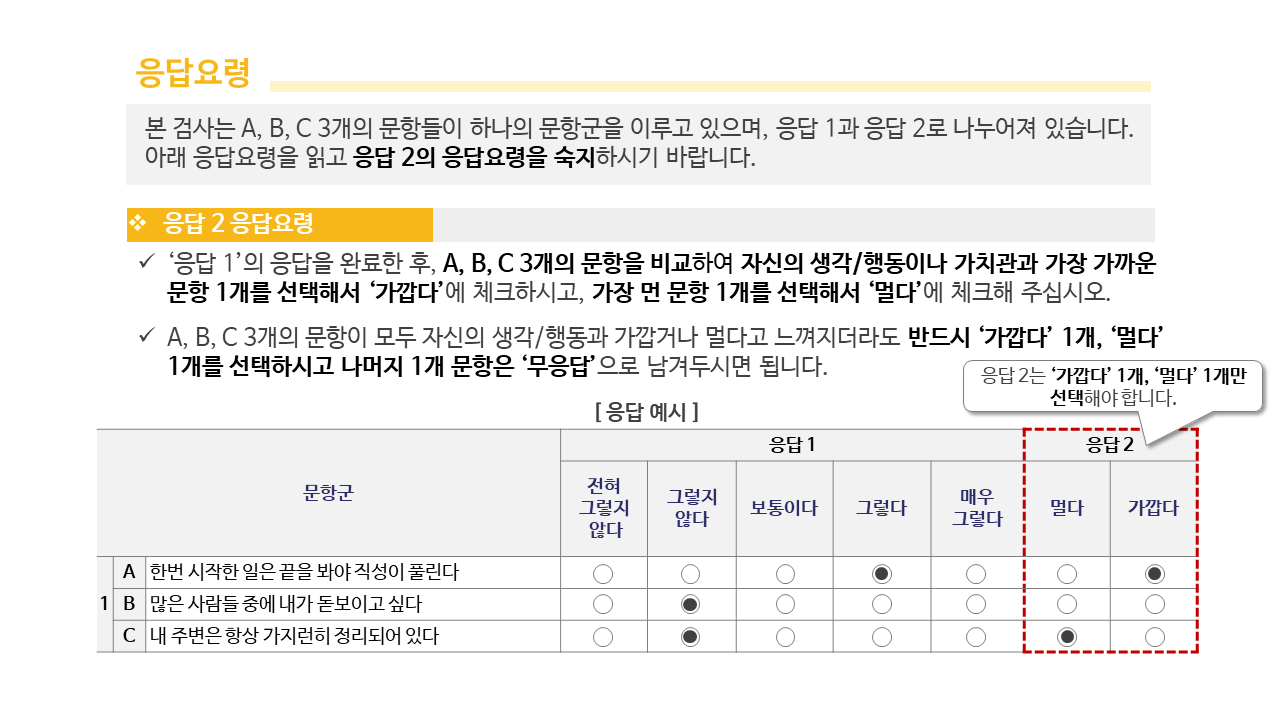 응답요령
본 검사는 A, B, C 3개의 문항들이 하나의 문항군을 이루고 있으며, 응답 1과 응답 2로 나누어져 있습니다.
아래 응답요령을 읽고 응답 2의 응답요령을 숙지하시기 바랍니다.
❖ 응답 2 응답요령
✓ ‘응답 1’의 응답을 완료한 후, A, B, C 3개의 문항을 비교하여 자신의 생각/행동이나 가치관과 가장 가까운
문항 1개를 선택해서 ‘가깝다’에 체크하시고, 가장 먼 문항 1개를 선택해서 ‘멀다’에 체크해 주십시오.
✓ A, B, C 3개의 문항이 모두 자신의 생각/행동과 가깝거나 멀다고 느껴지더라도 반드시 ‘가깝다’ 1개, ‘멀다’
1개를 선택하시고 나머지 1개 문항은 ‘무응답’으로 남겨두시면 됩니다.
응답 2는 ‘가깝다’ 1개, ‘멀다’ 1개만
선택해야 합니다.
[ 응답 예시 ]
문항군
응답 1
응답 2
전혀
그렇지
않다
그렇지
않다
보통이다
그렇다
매우
그렇다
멀다
가깝다
1
A 한번 시작한 일은 끝을 봐야 직성이 풀린다
B 많은 사람들 중에 내가 돋보이고 싶다
C 내 주변은 항상 가지런히 정리되어 있다